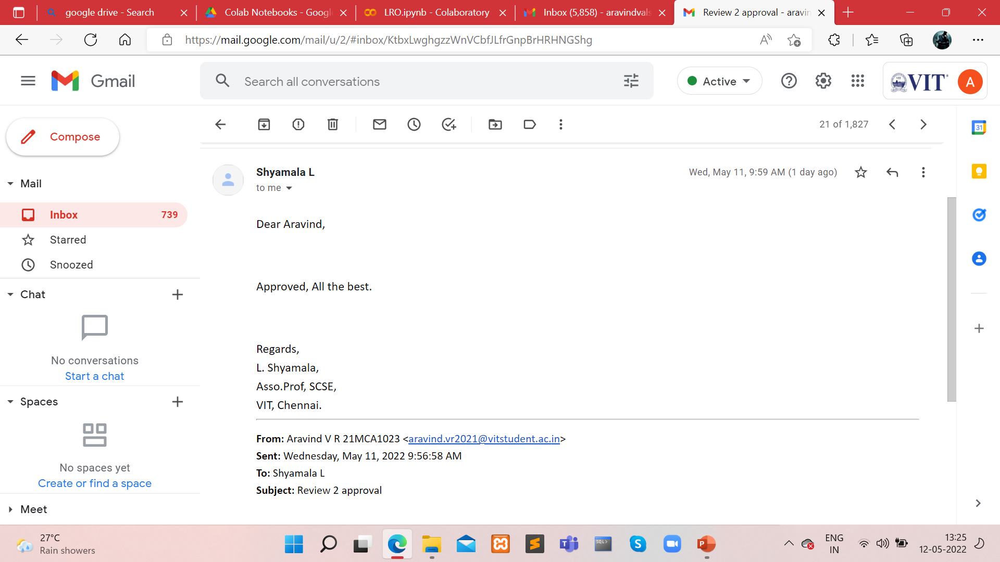 google drive - Search
Colab Notebooks - Googl
LRO.ipynb - Colaboratory
Inbox (5,858) - aravindvals
Review 2 approval - aravin
https://mail.google.com/mail/u/2/#inbox/KtbxLwghgzzWnVCbfJLfrGnpBrHRHNGShg
Gmail
Search all conversations
Active
VIT
A
Compose
21 of 1,827
31
Mail
Inbox 739
Starred
Snoozed
Chat
No conversations
Start a chat
Spaces
No spaces yet
Create or find a space
Meet
Shyamala L
Wed, May 11, 9:59 AM (1 day ago)
to me
Dear Aravind,
Approved, All the best.
Regards,
L. Shyamala,
Asso.Prof, SCSE,
VIT, Chennai.
From: Aravind V R 21MCA1023 <aravind.vr2021@vitstudent.ac.in>
Sent: Wednesday, May 11, 2022 9:56:58 AM
To: Shyamala L
Subject: Review 2 approval
27°C
Rain showers
SQL>
ENG
IN
13:25
12-05-2022